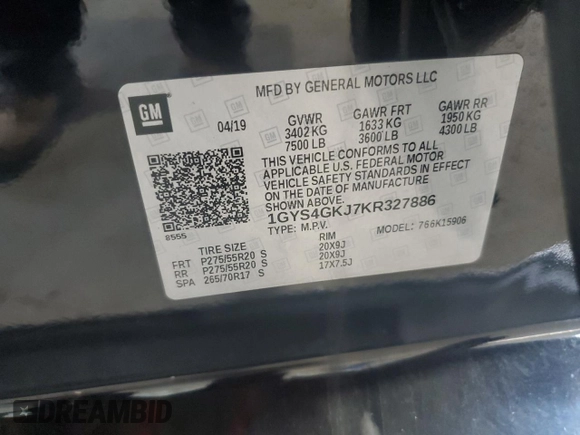 MFD BY GENERAL MOTORS LLC
GM
04/19 GVWR GAWR FRT GAWR RR
3402 KG 1633 KG 1950 KG
7500 LB 3600 LB 4300 LB
THIS VEHICLE CONFORMS TO ALL
APPLICABLE U.S. FEDERAL MOTOR
VEHICLE SAFETY STANDARDS IN EFFECT
ON THE DATE OF MANUFACTURE
SHOWN ABOVE.
1GYS4GKJ7KR327886
8555
TYPE: M.P.V. MODEL: 766K15906
TIRE SIZE RIM
FRT P275/55R20 S 20X9J
RR P275/55R20 S 20X9J
SPA 265/70R17 S 17X7.5J
DREAMBID